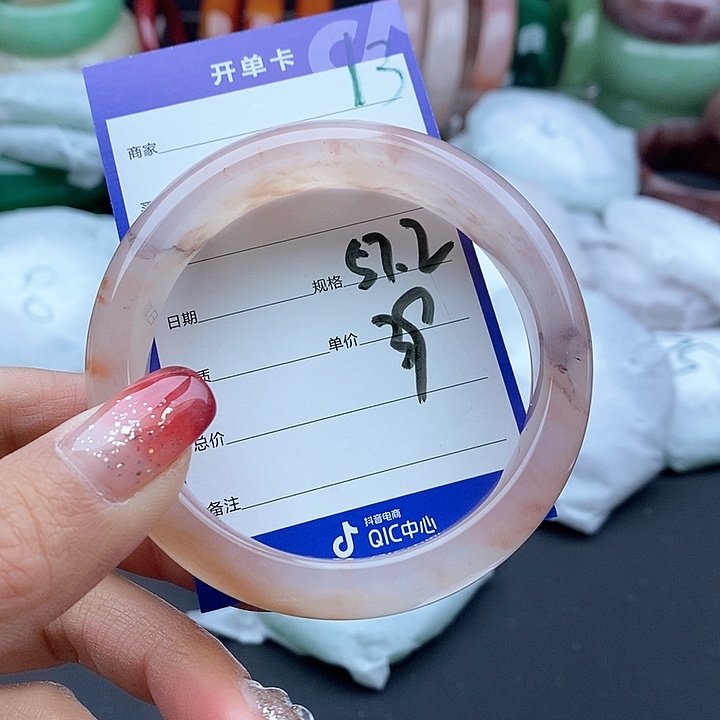 开单卡
13
商家
规格 57.5
日期
单价
质
总价
备注
抖音电商
QIC中心